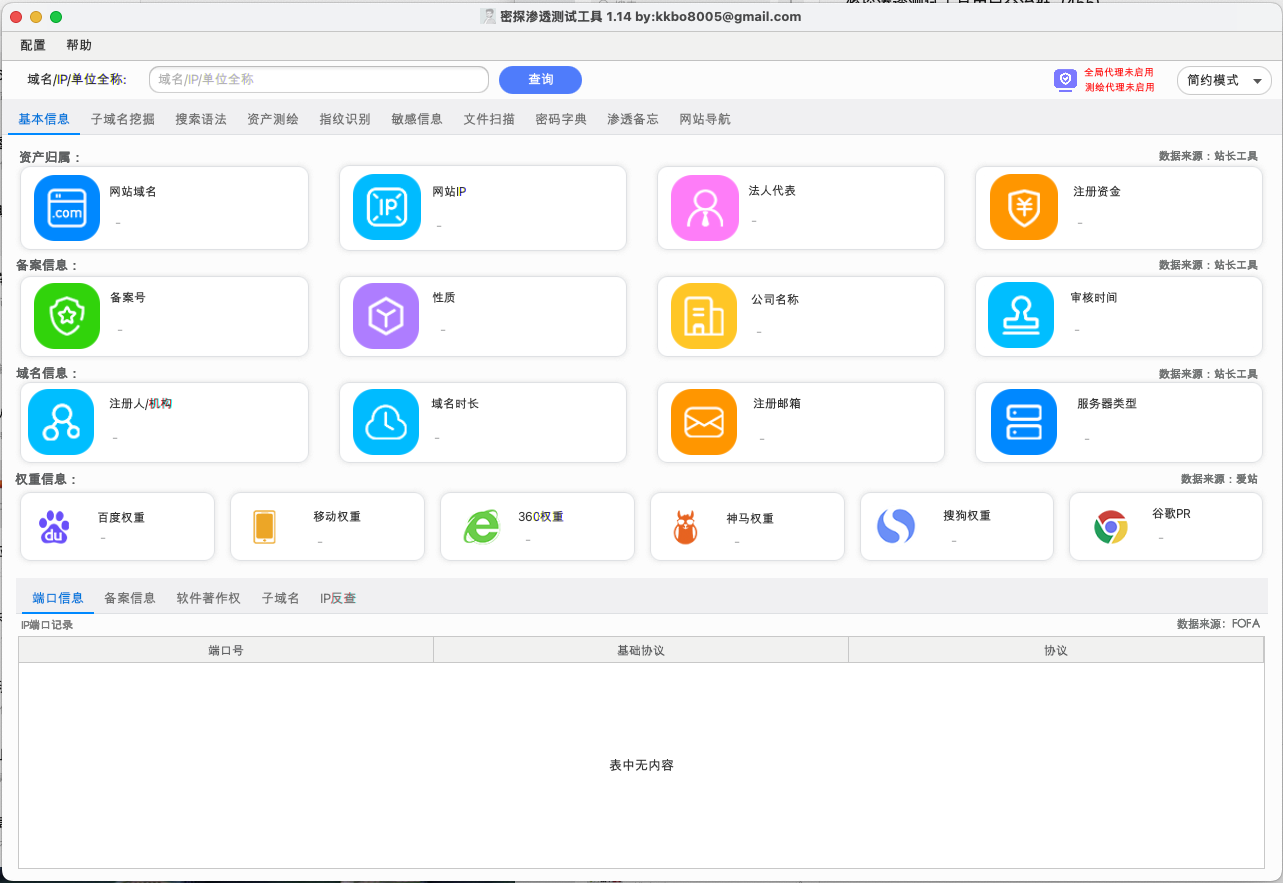 密探渗透测试工具 1.14 by:kkbo8005@gmail.com
配置 帮助
域名/IP/单位全称: 域名/IP/单位全称 查询 全局代理未启用 简约模式
测绘代理未启用
基本信息 子域名挖掘 搜索语法 资产测绘 指纹识别 敏感信息 文件扫描 密码字典 渗透备忘 网站导航
资产归属： 数据来源：站长工具
网站域名 网站IP 法人代表 注册资金
- - - -
备案信息： 数据来源：站长工具
备案号 性质 公司名称 审核时间
- - - -
域名信息： 数据来源：站长工具
.com IP
注册人/机构 域名时长 注册邮箱 服务器类型
- - - -
权重信息： 数据来源：爱站
du 百度权重 移动权重 360权重 神马权重 搜狗权重 谷歌PR
- - - - - -
端口信息 备案信息 软件著作权 子域名 IP反查
IP端口记录 数据来源：FOFA
端口号 基础协议 协议
表中无内容